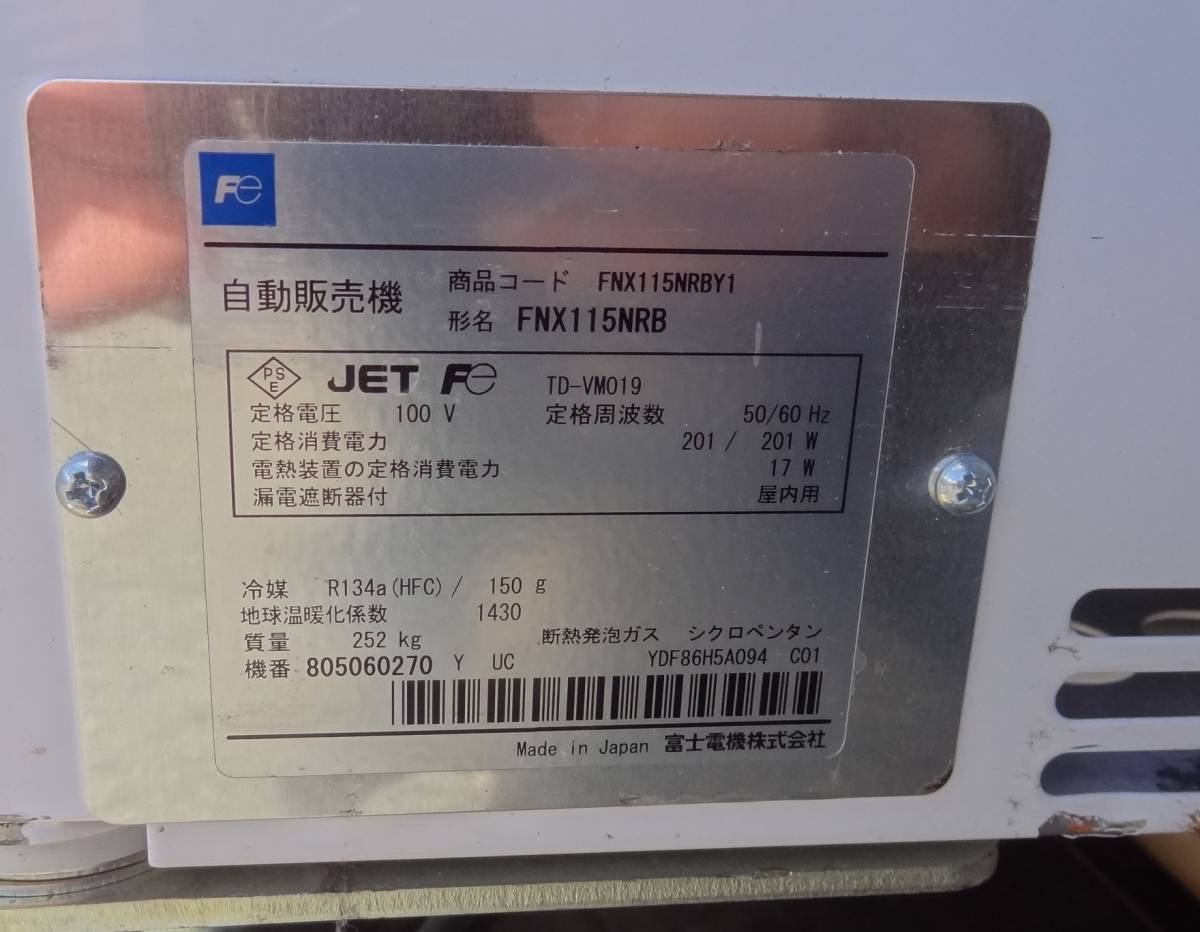 Fe
自動販売機 商品コード FNX115NRBY1
形名 FNX115NRB
PSE JET Fe TD-VM019
定格電圧 100 V 定格周波数 50/60 Hz
定格消費電力 201 / 201 W
電熱装置の定格消費電力 17 W
漏電遮断器付 屋内用
冷媒 R134a(HFC) / 150 g
地球温暖化係数 1430
質量 252 kg 断熱発泡ガス シクロペンタン
機番 805060270 Y UC YDF86H5A094 C01
Made in Japan 富士電機株式会社